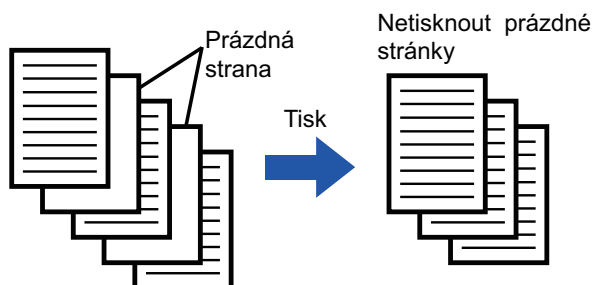 Prázdná
strana
Tisk
Netisknout prázdné
stránky